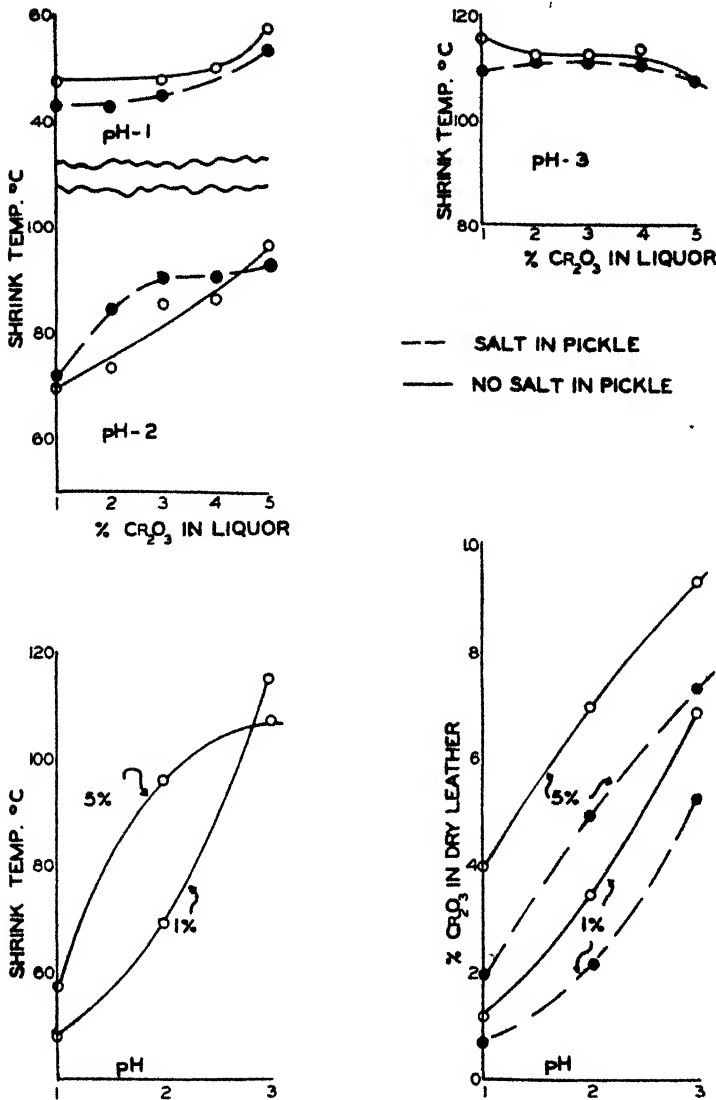 60
40
pH-1
100
80
60
pH-2
SHRINK TEMP. °C
1 2 3 4 5
% CR2O3 IN LIQUOR
120
100
80
pH-3
SHRINK TEMP. °C
1 2 3 4 5
% CR2O3 IN LIQUOR
SALT IN PICKLE
NO SALT IN PICKLE
120
100
80
60
5%
1%
SHRINK TEMP. °C
pH
1 2 3
10
8
6
4
2
0
5%
1%
% CR2O3 IN DRY LEATHER
pH
1 2 3